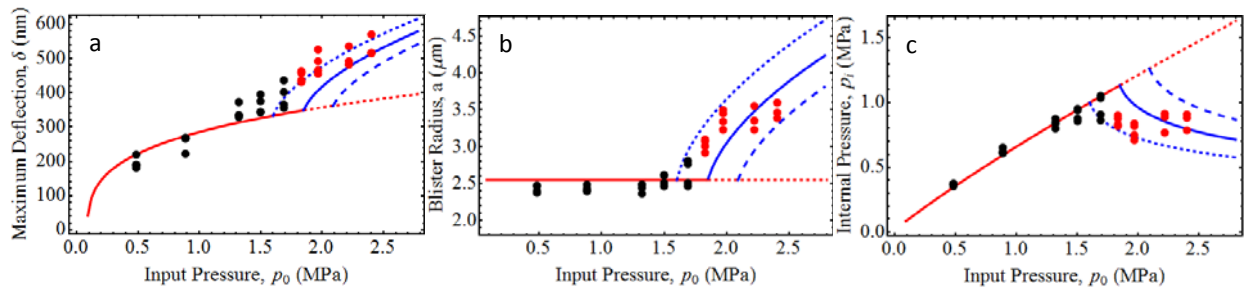 a
Maximum Deflection, δ (nm)
600
500
400
300
200
100
0
0.0 0.5 1.0 1.5 2.0 2.5
Input Pressure, p0 (MPa)
b
Blister Radius, a (μm)
4.5
4.0
3.5
3.0
2.5
2.0
0.0 0.5 1.0 1.5 2.0 2.5
Input Pressure, p0 (MPa)
c
Internal Pressure, pi (MPa)
1.5
1.0
0.5
0.0
0.0 0.5 1.0 1.5 2.0 2.5
Input Pressure, p0 (MPa)